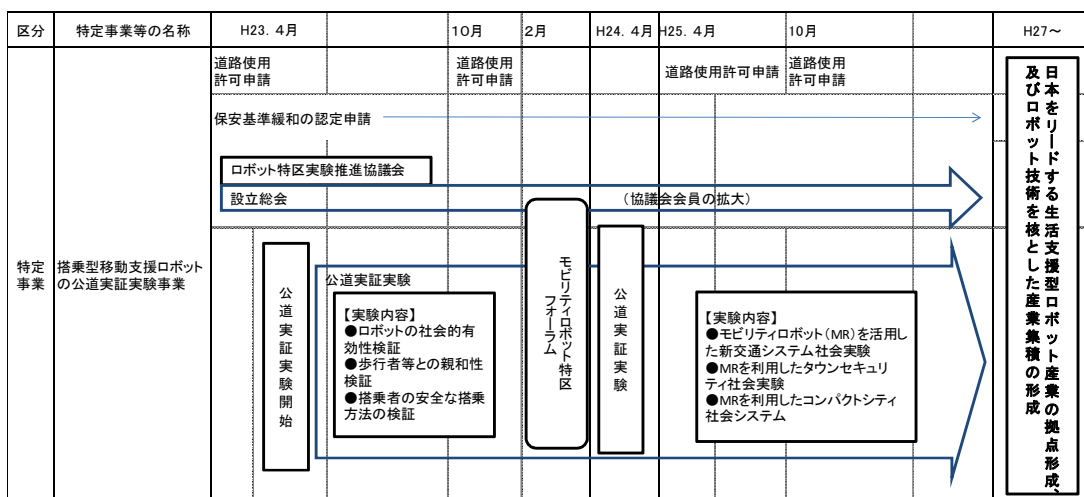 区分
特定事業等の名称
H23. 4月
10月
2月
H24. 4月
H25. 4月
10月
H27～
道路使用
許可申請
道路使用
許可申請
道路使用許可申請
道路使用
許可申請
保安基準緩和の認定申請
ロボット特区実験推進協議会
設立総会
（協議会会員の拡大）
特定
事業
搭乗型移動支援ロボット
の公道実証実験事業
公道実証実験開始
公道実証実験
【実験内容】
●ロボットの社会的有
効性検証
●歩行者等との親和性
検証
●搭乗者の安全な搭乗
方法の検証
モビリティロボット特区
フォーラム
公道実証実験
【実験内容】
●モビリティロボット（MR）を活用し
た新交通システム社会実験
●MRを利用したタウンセキュリ
ティ社会実験
●MRを利用したコンパクトシティ
社会システム
日本をリードする生活支援型ロボット産業の拠点形成、
及びロボット技術を核とした産業集積の形成